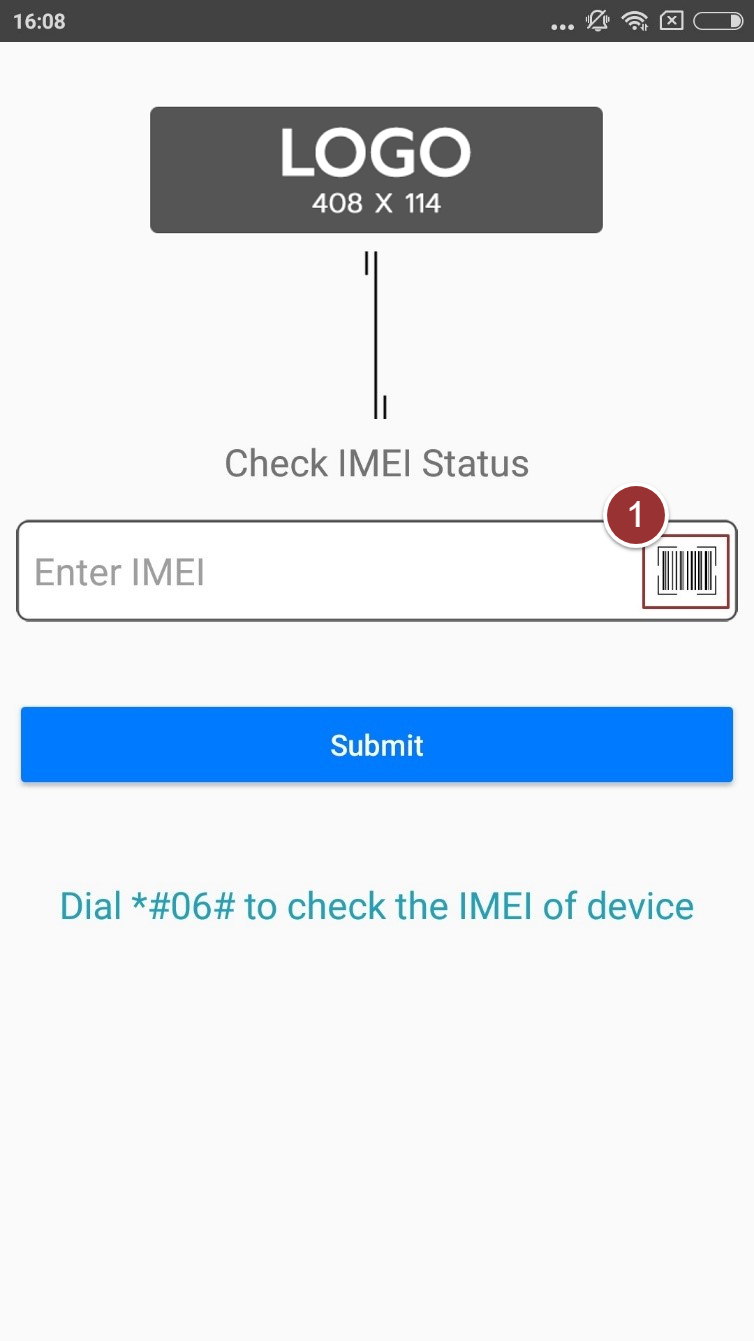 16:08
LOGO
408 X 114
Check IMEI Status
1
Enter IMEI
Submit
Dial *#06# to check the IMEI of device